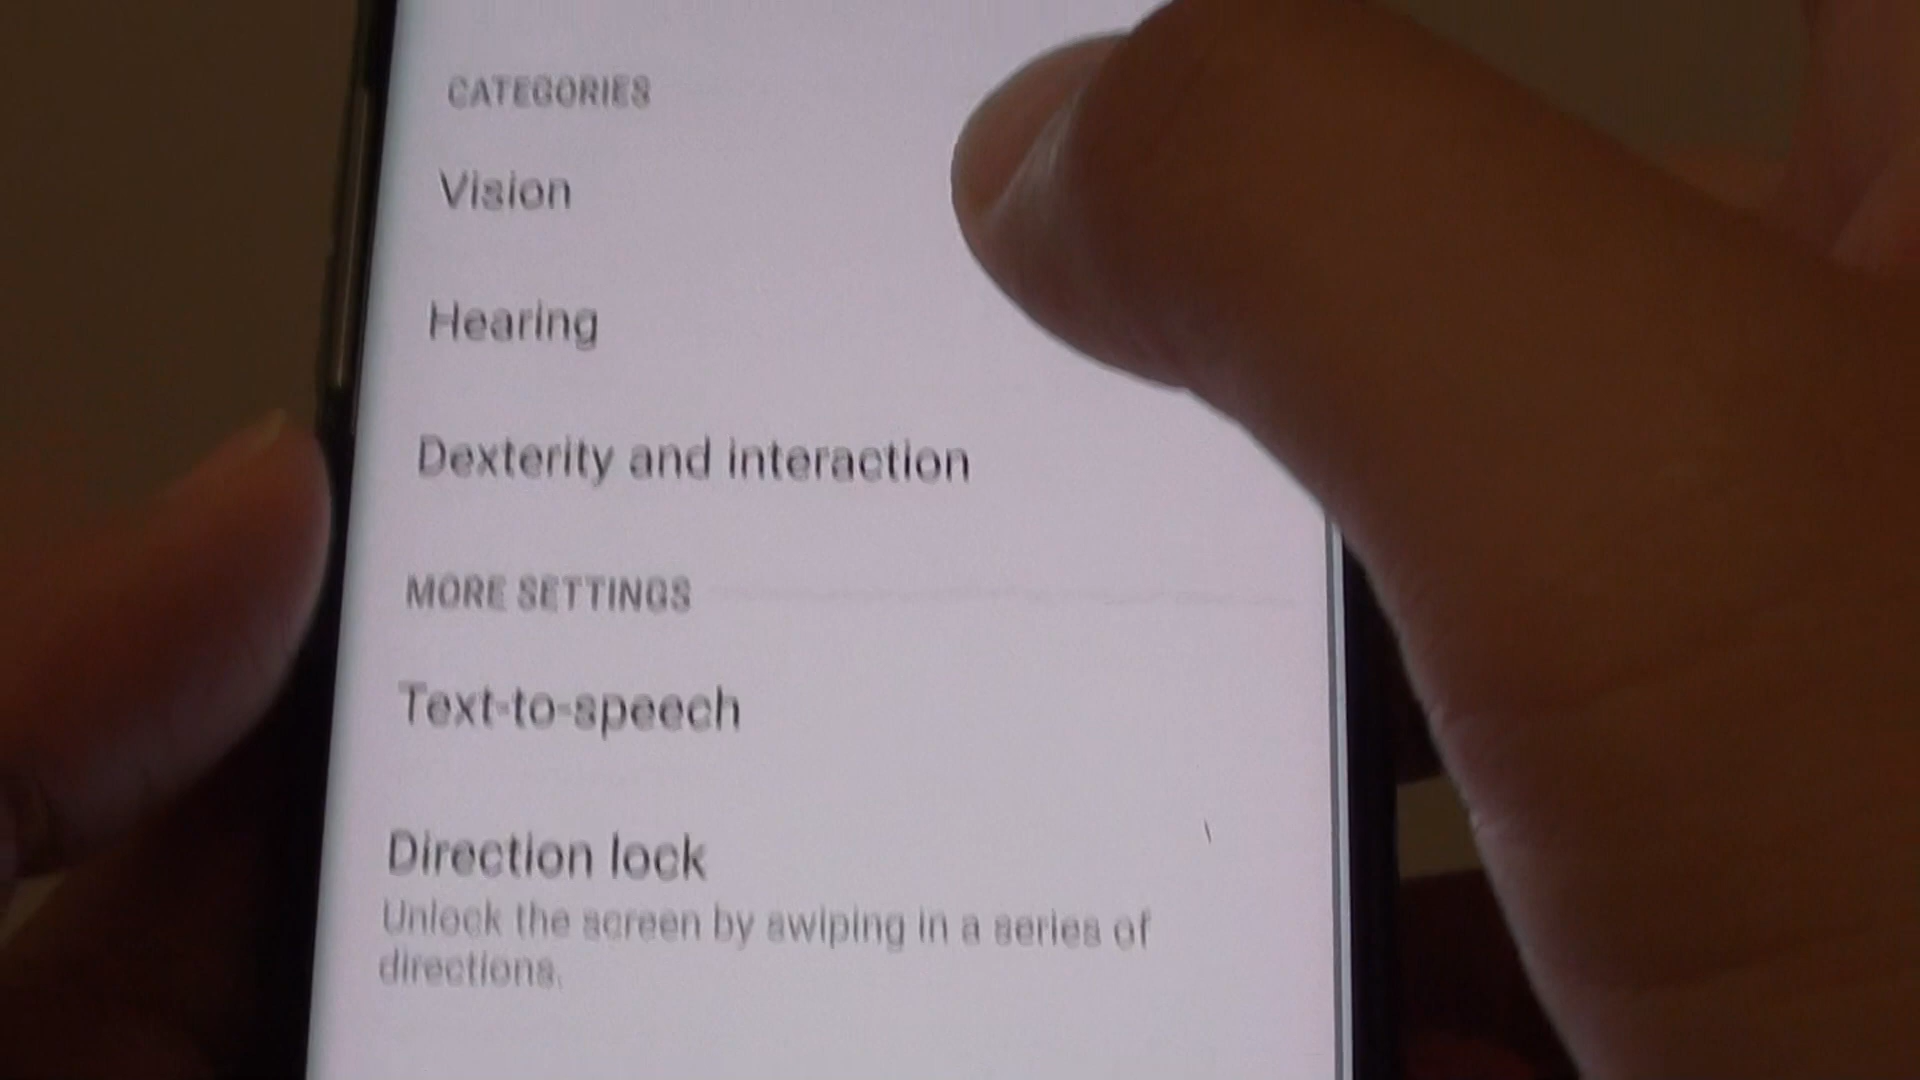 CATEGORIES
Vision
Hearing
Dexterity and interaction
MORE SETTINGS
Text-to-speech
Direction lock
Unlock the screen by swiping in a series of
directions.